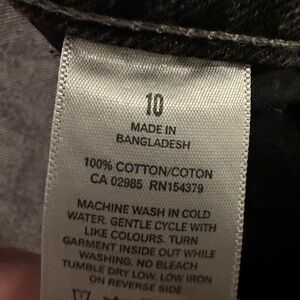 10
MADE IN
BANGLADESH
100% COTTON/COTON
CA 02985 RN154379
MACHINE WASH IN COLD
WATER. GENTLE CYCLE WITH
LIKE COLOURS. TURN
GARMENT INSIDE OUT WHILE
WASHING. NO BLEACH
TUMBLE DRY LOW. LOW IRON
ON REVERSE SIDE